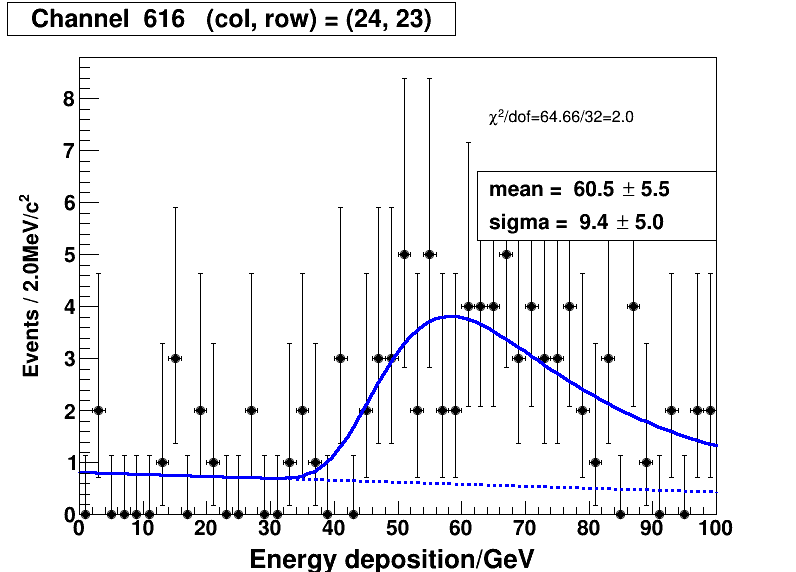 Channel 616 (col, row) = (24, 23)
χ²/dof=64.66/32=2.0
mean = 60.5 ± 5.5
sigma = 9.4 ± 5.0
Events / 2.0MeV/c²
8
7
6
5
4
3
2
1
0
0 10 20 30 40 50 60 70 80 90 100
Energy deposition/GeV